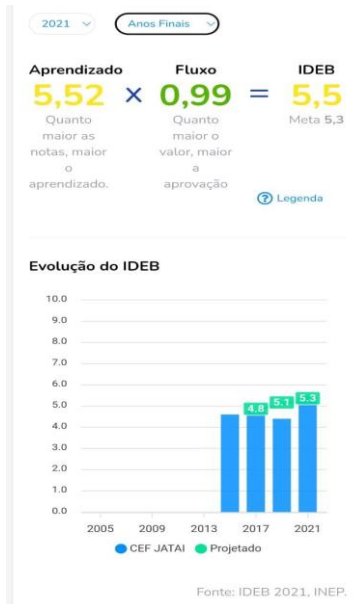 2021
Anos Finais
Aprendizado Fluxo IDEB
5,52 × 0,99 = 5,5
Quanto maior as notas, maior o aprendizado.
Quanto maior o valor, maior a aprovação
Meta 5,3
? Legenda
Evolução do IDEB
10.0
9.0
8.0
7.0
6.0
5.0
4.0
3.0
2.0
1.0
0.0
4.8
5.1
5.3
2005 2009 2013 2017 2021
CEF JATAI Projetado
Fonte: IDEB 2021, INEP.